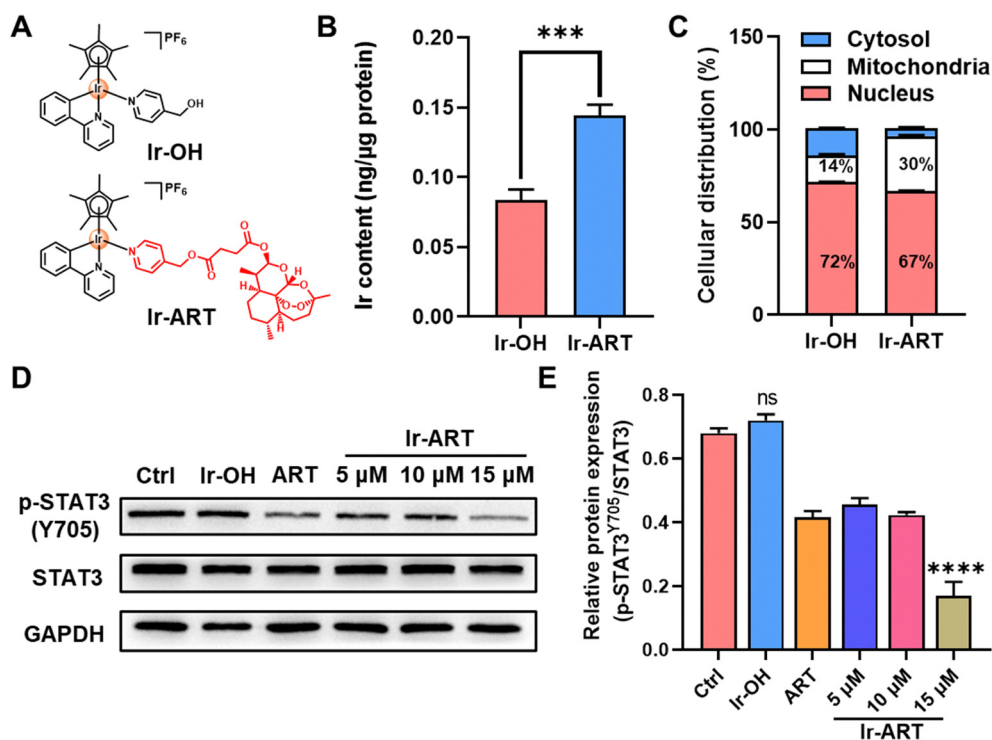 A
]PF6
Ir
N
N
OH
Ir-OH
]PF6
Ir
N
N
O
O
O
O
O
H
O
H
O
O-O
H
Ir-ART
B
Ir content (ng/µg protein)
0.20
0.15
0.10
0.05
0.00
***
Ir-OH Ir-ART
C
Cellular distribution (%)
150
100
50
0
Cytosol
Mitochondria
Nucleus
14% 30%
72% 67%
Ir-OH Ir-ART
D
Ir-ART
Ctrl Ir-OH ART 5 µM 10 µM 15 µM
p-STAT3
(Y705)
STAT3
GAPDH
E
Relative protein expression
(p-STAT3Y705/STAT3)
0.8
0.6
0.4
0.2
0.0
ns
****
Ctrl
Ir-OH
ART
5 µM
10 µM
15 µM
Ir-ART